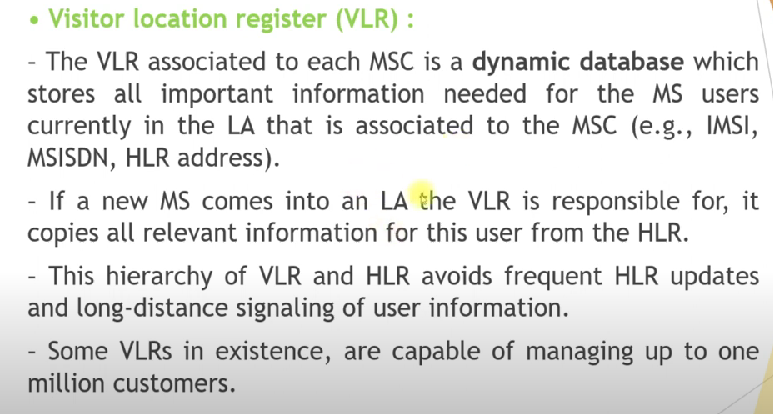 • Visitor location register (VLR) :
– The VLR associated to each MSC is a dynamic database which
stores all important information needed for the MS users
currently in the LA that is associated to the MSC (e.g., IMSI,
MSISDN, HLR address).
– If a new MS comes into an LA the VLR is responsible for, it
copies all relevant information for this user from the HLR.
– This hierarchy of VLR and HLR avoids frequent HLR updates
and long-distance signaling of user information.
– Some VLRs in existence, are capable of managing up to one
million customers.